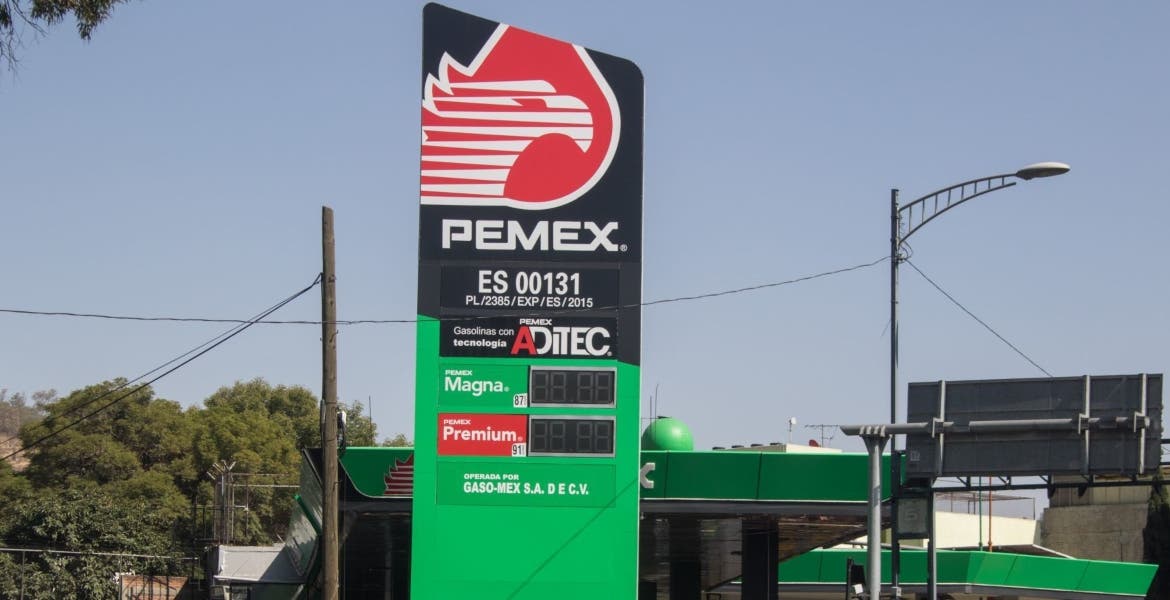 PEMEX®
ES 00131
PL/2385/EXP/ES/2015
Gasolinas con
tecnología
PEMEX
ADITEC®
PEMEX
Magna®
87
PEMEX
Premium®
91
OPERADA POR
GASO-MEX S.A. DE C.V.